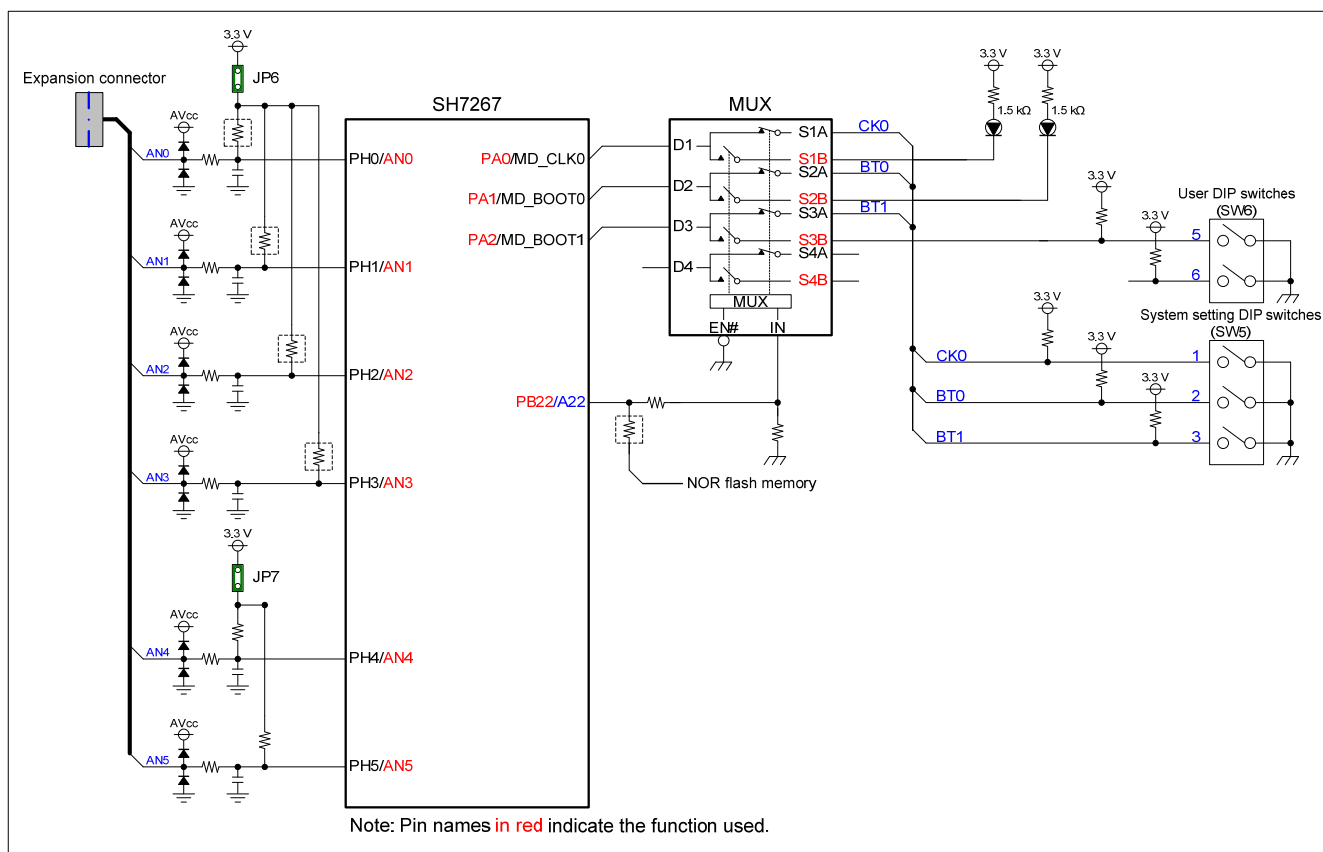 3.3 V
JP6
Expansion connector
SH7267
MUX
3.3 V
3.3 V
1.5 kΩ
1.5 kΩ
AVcc
AN0
PH0/AN0
PA0/MD_CLK0
D1
S1A
CK0
S1B
BT0
S2A
PA1/MD_BOOT0
D2
S2B
BT1
S3A
PA2/MD_BOOT1
D3
S3B
S4A
D4
S4B
MUX
EN#
IN
3.3 V
3.3 V
User DIP switches
(SW6)
5
6
AVcc
AN1
PH1/AN1
3.3 V
3.3 V
3.3 V
System setting DIP switches
(SW5)
CK0
1
BT0
2
BT1
3
AVcc
AN2
PH2/AN2
PB22/A22
NOR flash memory
AVcc
AN3
PH3/AN3
3.3 V
JP7
AVcc
AN4
PH4/AN4
AVcc
AN5
PH5/AN5
Note: Pin names in red indicate the function used.